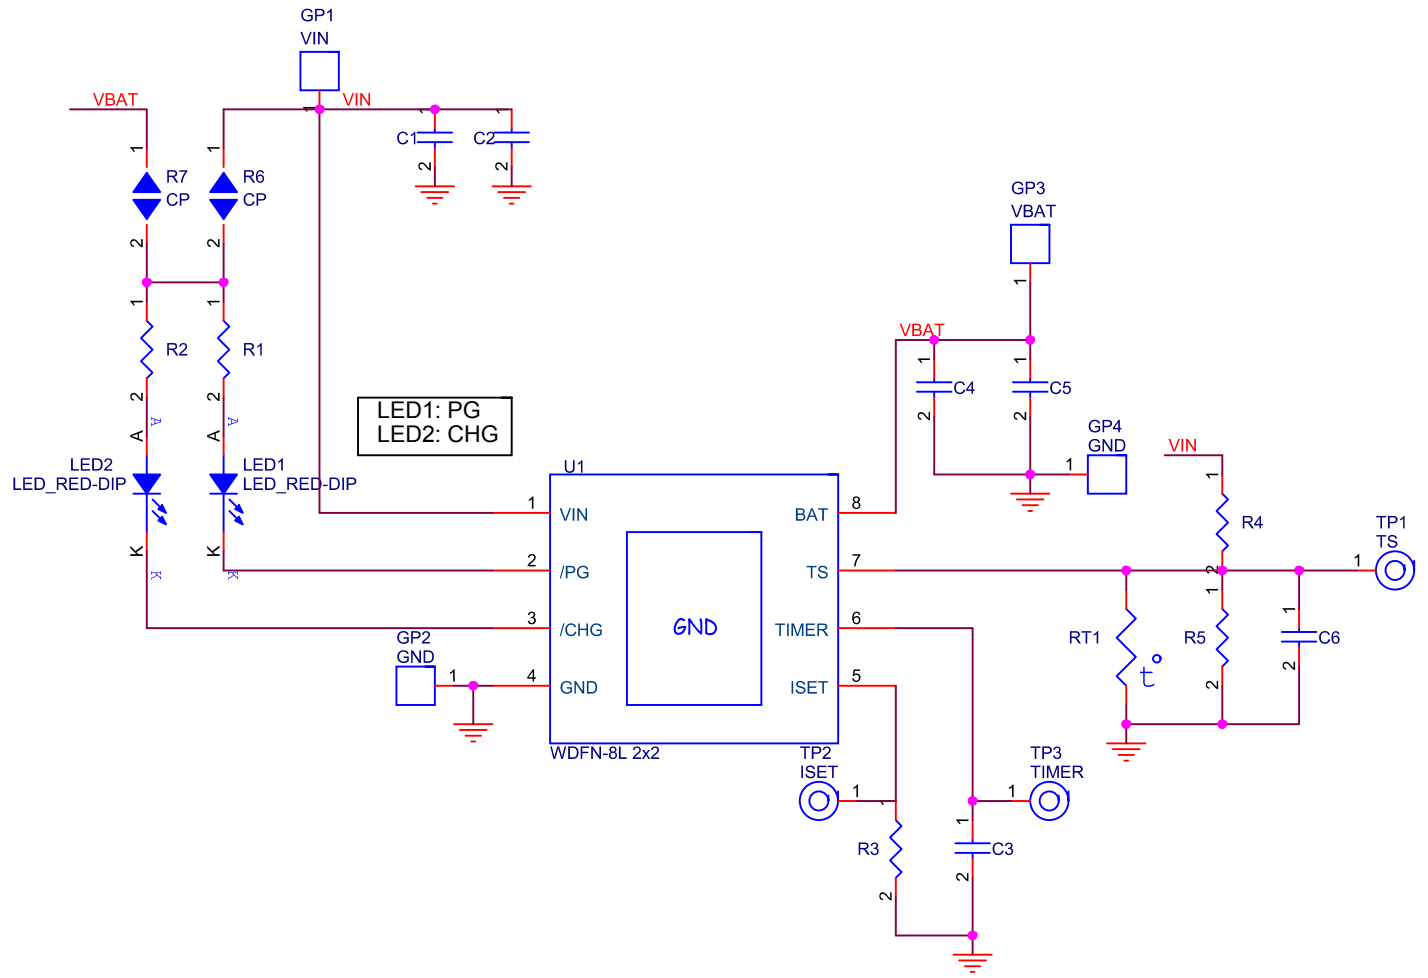 GP1
VIN
VBAT
VIN
1
1
1
C1
C2
2
2
1
1
R7
CP
R6
CP
2
2
GP3
VBAT
1
1
1
R2
R1
2
2
A
A
A
A
VBAT
1
1
C4
C5
2
2
LED1: PG
LED2: CHG
GP4
GND
1
VIN
LED2
LED_RED-DIP
LED1
LED_RED-DIP
U1
1
VIN
BAT
8
1
R4
TP1
TS
K
K
K
K
2
/PG
TS
7
2
1
1
1
3
/CHG
TIMER
6
GND
RT1
t°
R5
C6
2
2
GP2
GND
1
4
GND
ISET
5
WDFN-8L 2x2
TP2
ISET
1
1
TP3
TIMER
1
1
R3
C3
2
2